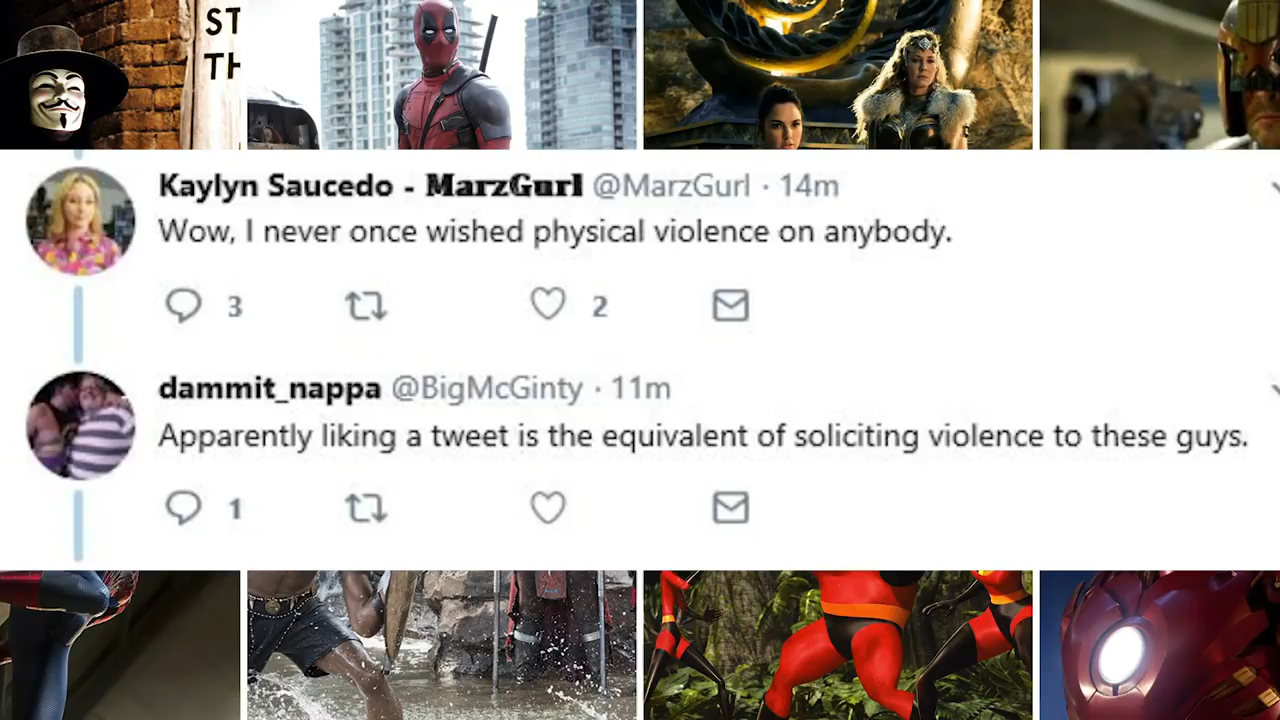 ST
TH
Kaylyn Saucedo - MarzGurl @MarzGurl · 14m
Wow, I never once wished physical violence on anybody.
3 2
dammit_nappa @BigMcGinty · 11m
Apparently liking a tweet is the equivalent of soliciting violence to these guys.
1